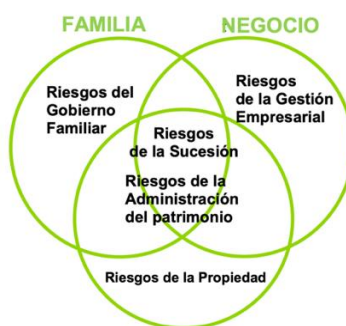 FAMILIA
NEGOCIO
Riesgos del
Gobierno
Familiar
Riesgos
de la Gestión
Empresarial
Riesgos
de la Sucesión
Riesgos de la
Administración
del patrimonio
Riesgos de la Propiedad